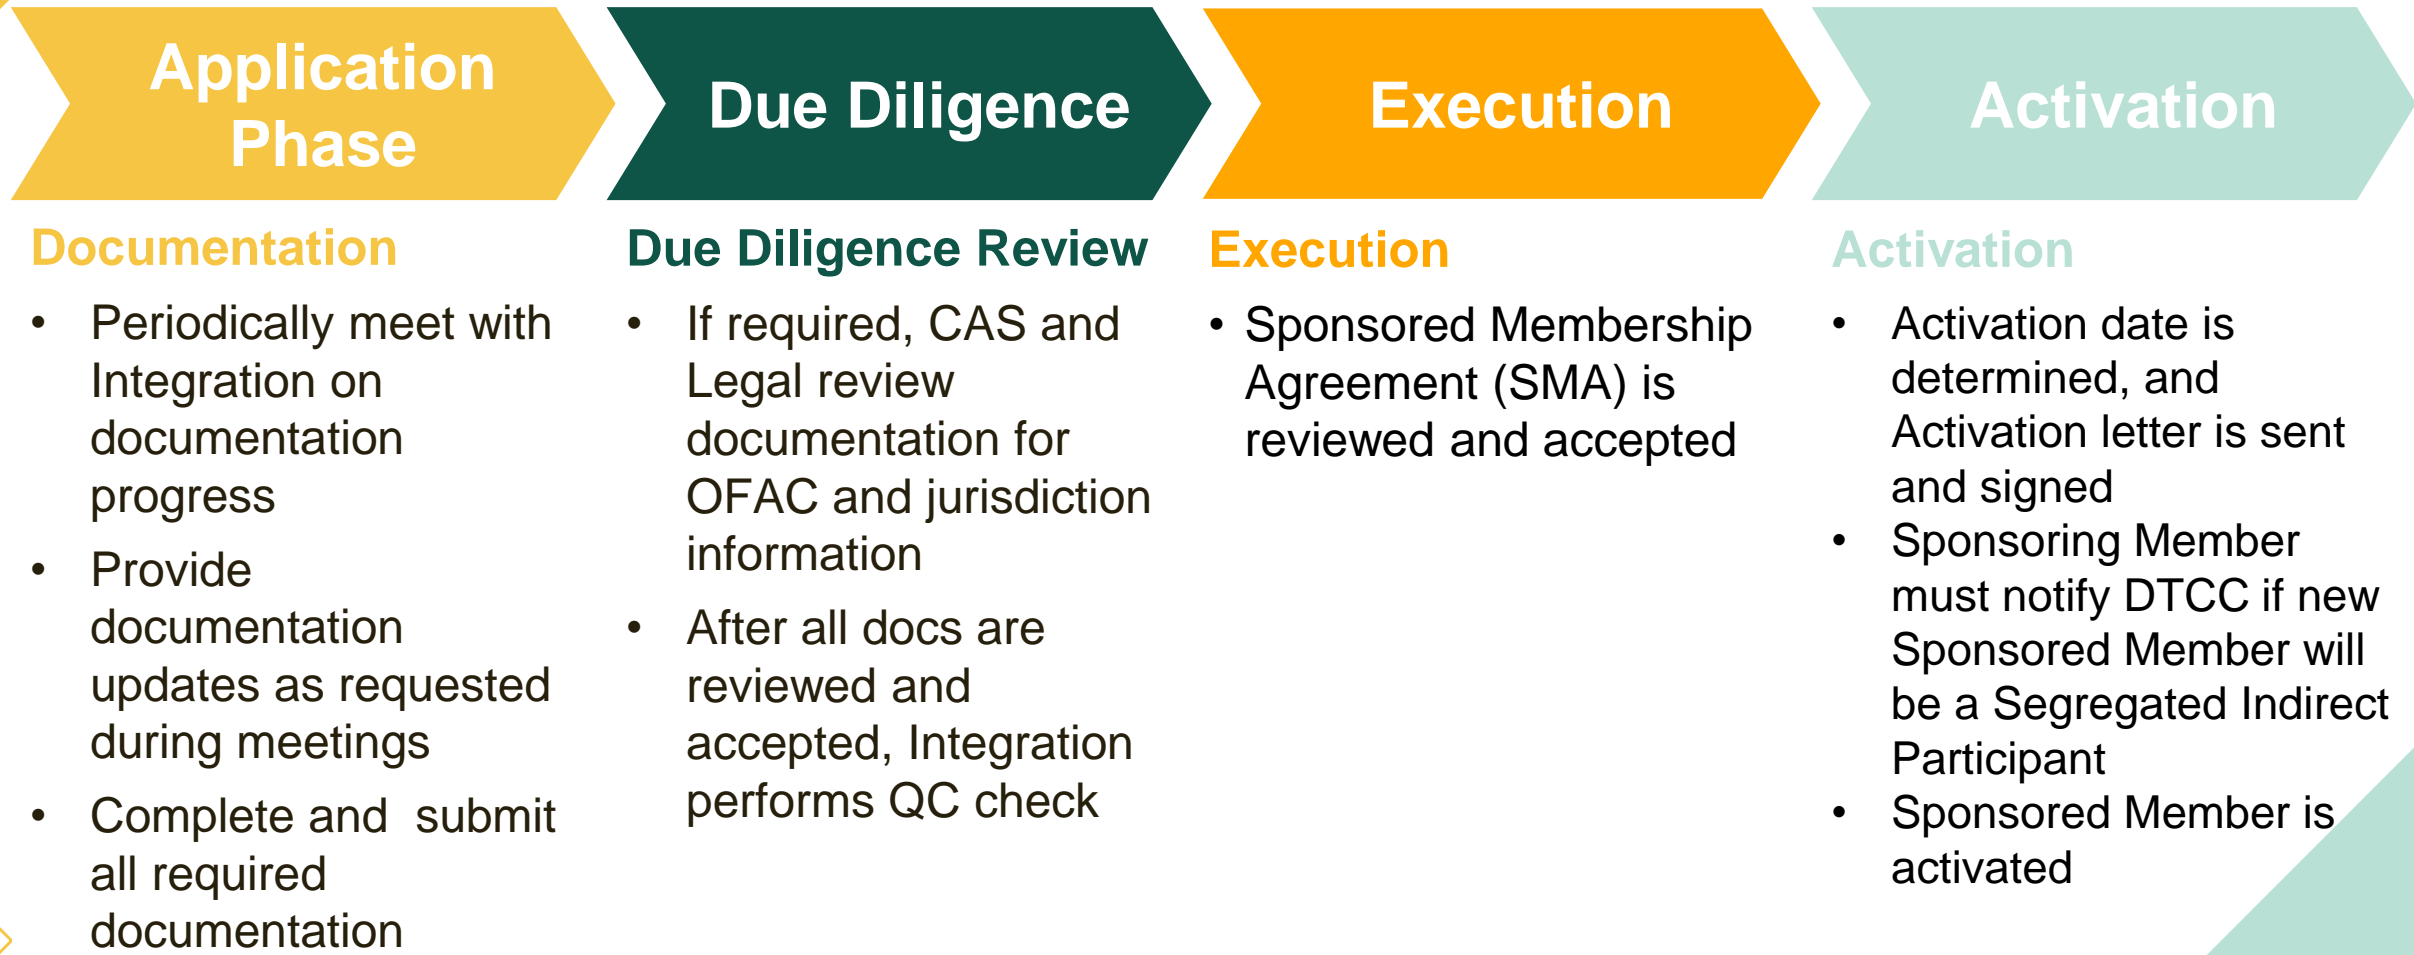 Application
Phase
Due Diligence
Execution
Activation
Documentation
• Periodically meet with
Integration on
documentation
progress
• Provide
documentation
updates as requested
during meetings
• Complete and  submit
all required
documentation
Due Diligence Review
• If required, CAS and
Legal review
documentation for
OFAC and jurisdiction
information
• After all docs are
reviewed and
accepted, Integration
performs QC check
Execution
• Sponsored Membership
Agreement (SMA) is
reviewed and accepted
Activation
• Activation date is
determined, and
Activation letter is sent
and signed
• Sponsoring Member
must notify DTCC if new
Sponsored Member will
be a Segregated Indirect
Participant
• Sponsored Member is
activated